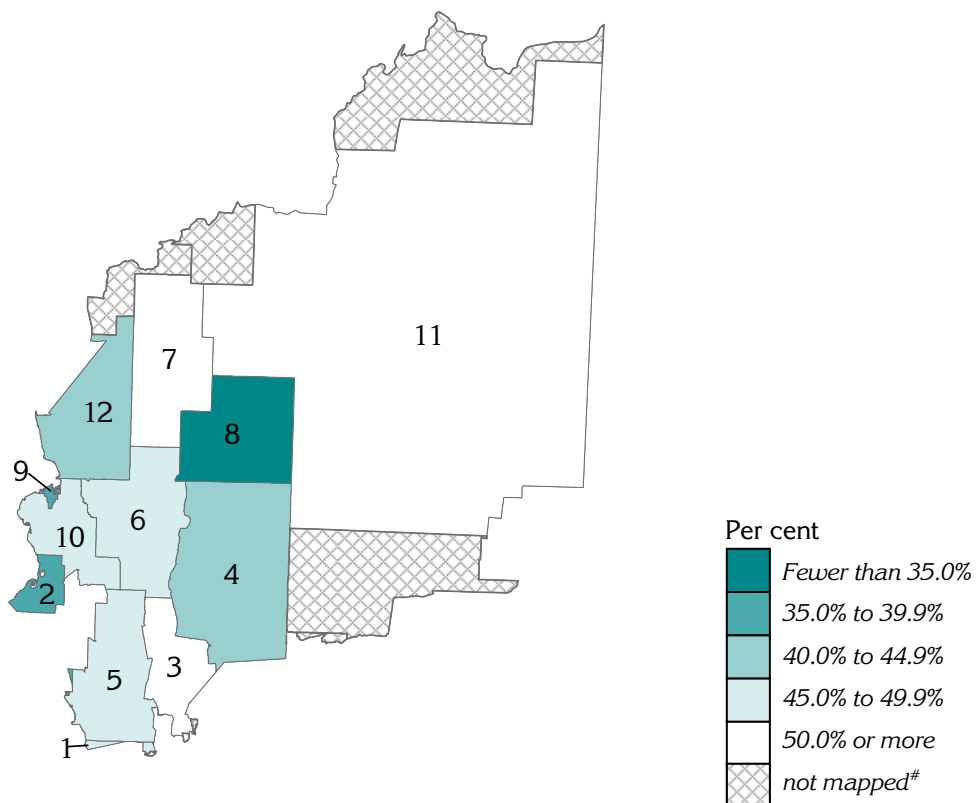 11
7
12
8
9
6
10
4
2
3
5
1
Per cent
Fewer than 35.0%
35.0% to 39.9%
40.0% to 44.9%
45.0% to 49.9%
50.0% or more
not mapped#